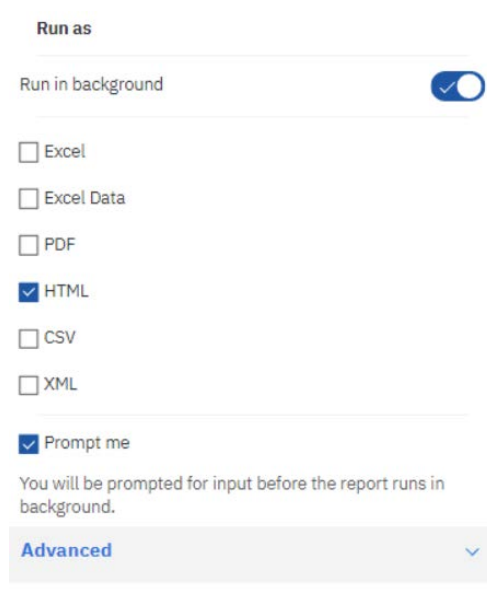 Run as
Run in background
Excel
Excel Data
PDF
HTML
CSV
XML
Prompt me
You will be prompted for input before the report runs in
background.
Advanced